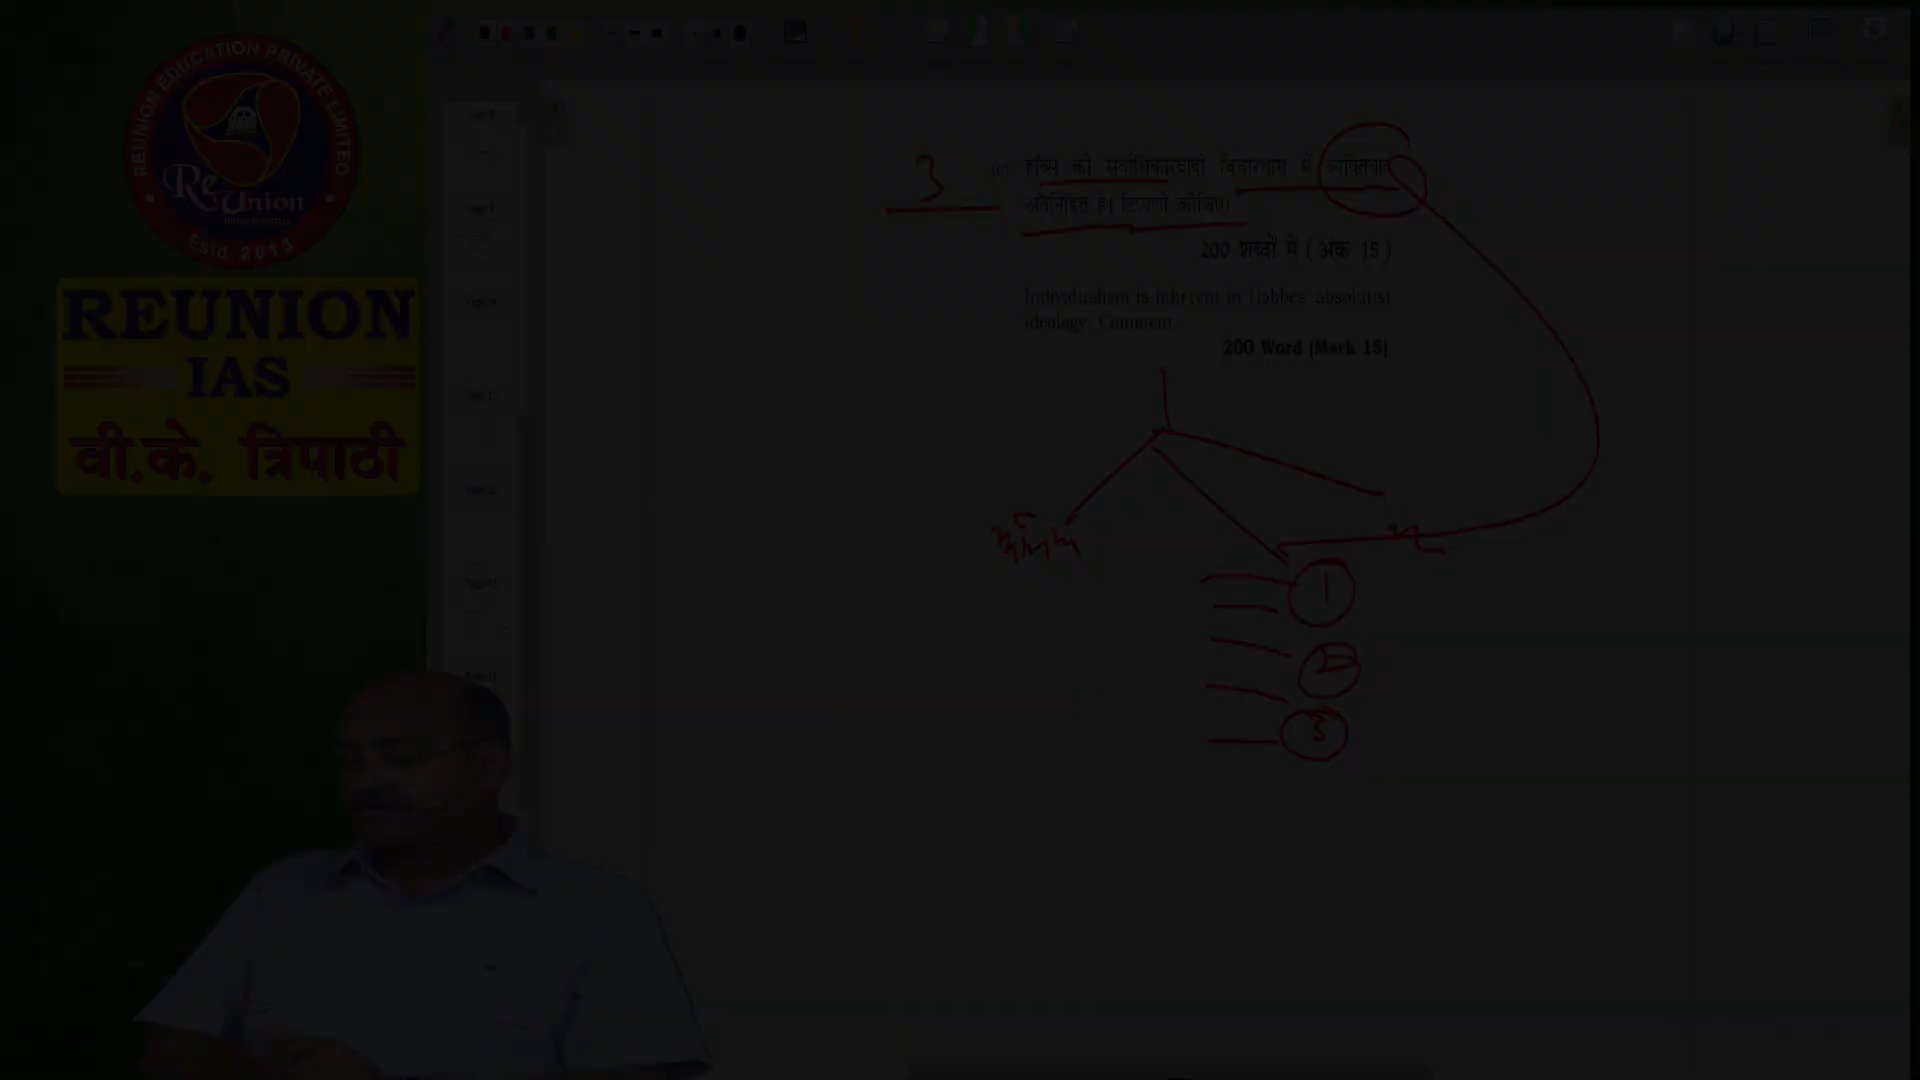 REUNION EDUCATION PRIVATE LIMITED
ReUnion
Estd. 2013
REUNION
IAS
वी.के. त्रिपाठी
3
हॉब्स की सर्वाधिकारवादी विचारधारा में व्यक्तिवाद
अंतर्निहित है। टिप्पणी कीजिए।
200 शब्दों में ( अंक 15 )
Individualism is inherent in Hobbes absolutist
ideology. Comment
200 Word (Mark 15)
1
2
3